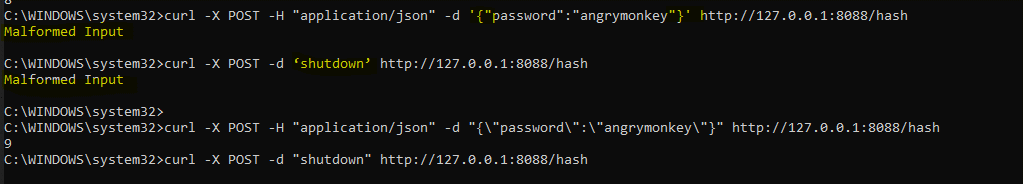 8
C:\WINDOWS\system32>curl -X POST -H "application/json" -d '{"password":"angrymonkey"}' http://127.0.0.1:8088/hash
Malformed Input
C:\WINDOWS\system32>curl -X POST -d ‘shutdown’ http://127.0.0.1:8088/hash
Malformed Input
C:\WINDOWS\system32>
C:\WINDOWS\system32>curl -X POST -H "application/json" -d "{\"password\":\"angrymonkey\"}" http://127.0.0.1:8088/hash
9
C:\WINDOWS\system32>curl -X POST -d "shutdown" http://127.0.0.1:8088/hash